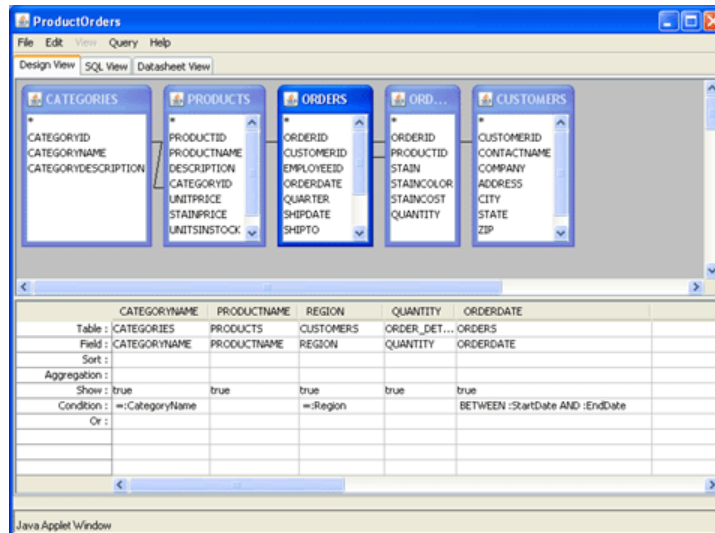 ProductOrders
File Edit View Query Help
Design View SQL View Datasheet View
CATEGORIES
*
CATEGORYID
CATEGORYNAME
CATEGORYDESCRIPTION
PRODUCTS
*
PRODUCTID
PRODUCTNAME
DESCRIPTION
CATEGORYID
UNITPRICE
STAINPRICE
UNITSINSTOCK
ORDERS
*
ORDERID
CUSTOMERID
EMPLOYEEID
ORDERDATE
QUARTER
SHIPDATE
SHIPTO
ORD...
*
ORDERID
PRODUCTID
STAIN
STAINCOLOR
STAINCOST
QUANTITY
CUSTOMERS
*
CUSTOMERID
CONTACTNAME
COMPANY
ADDRESS
CITY
STATE
ZIP
CATEGORYNAME PRODUCTNAME REGION QUANTITY ORDERDATE
Table : CATEGORIES PRODUCTS CUSTOMERS ORDER_DET... ORDERS
Field : CATEGORYNAME PRODUCTNAME REGION QUANTITY ORDERDATE
Sort :
Aggregation :
Show : true true true true true
Condition : =:CategoryName =:Region BETWEEN :StartDate AND :EndDate
Or :
Java Applet Window